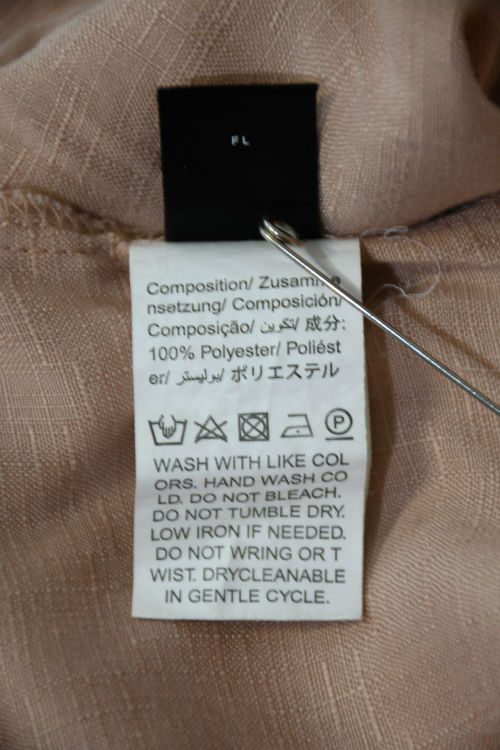 FL
Composition/ Zusamme
nsetzung/ Composición/
Composição/ تكوين/ 成分:
100% Polyester/ Poliést
er/ بوليستر/ ポリエステル
P
WASH WITH LIKE COL
ORS. HAND WASH CO
LD. DO NOT BLEACH.
DO NOT TUMBLE DRY.
LOW IRON IF NEEDED.
DO NOT WRING OR T
WIST. DRYCLEANABLE
IN GENTLE CYCLE.